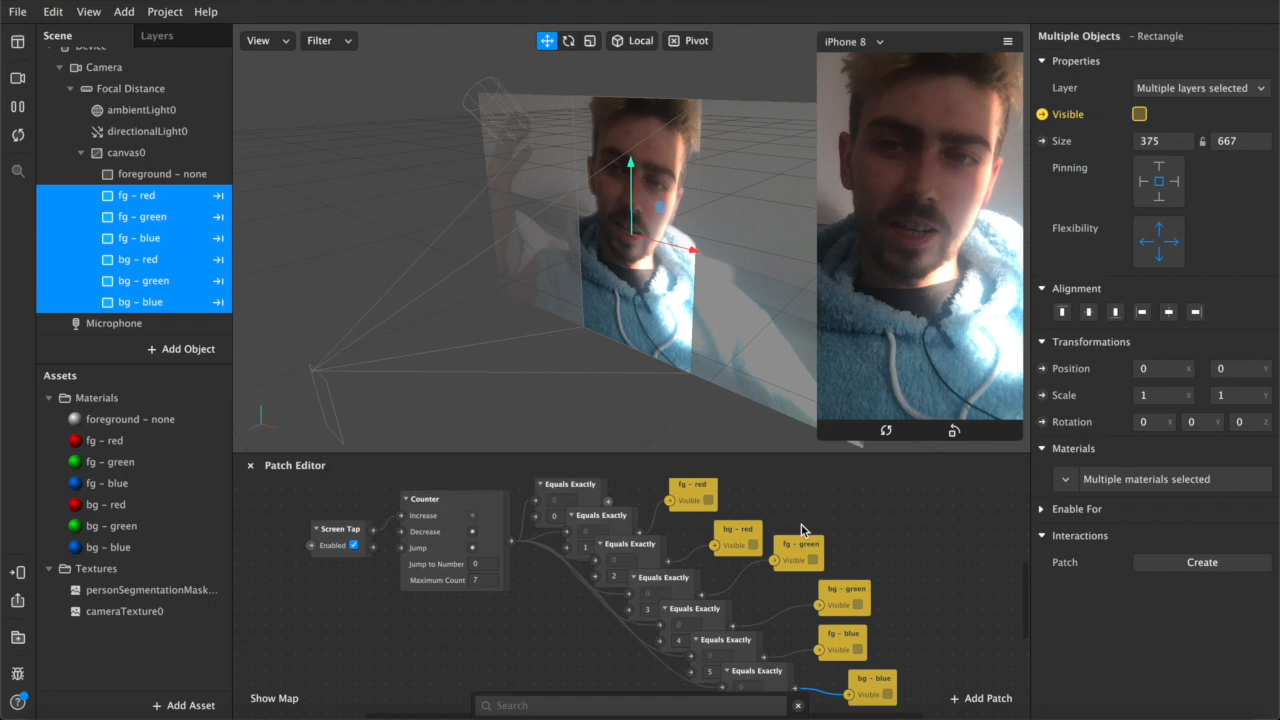 File Edit View Add Project Help
Scene Layers
Device
Camera
Focal Distance
ambientLight0
directionalLight0
canvas0
foreground - none
fg - red
fg - green
fg - blue
bg - red
bg - green
bg - blue
Microphone
+ Add Object
Assets
Materials
foreground - none
fg - red
fg - green
fg - blue
bg - red
bg - green
bg - blue
Textures
personSegmentationMask...
cameraTexture0
+ Add Asset
View Filter Local Pivot
iPhone 8
Patch Editor
Screen Tap
Enabled
Counter
Increase
Decrease
Jump
Jump to Number 0
Maximum Count 7
Equals Exactly
0
0
Equals Exactly
0
1
Equals Exactly
0
2
Equals Exactly
0
3
Equals Exactly
0
4
Equals Exactly
0
5
Equals Exactly
0
fg - red
Visible
bg - red
Visible
fg - green
Visible
bg - green
Visible
fg - blue
Visible
bg - blue
Visible
Show Map
Search
+ Add Patch
Multiple Objects - Rectangle
Properties
Layer Multiple layers selected
Visible
Size 375 667
Pinning
Flexibility
Alignment
Transformations
Position 0 X 0 Y
Scale 1 X 1 Y
Rotation 0 X 0 Y 0 Z
Materials
Multiple materials selected
Enable For
Interactions
Patch Create